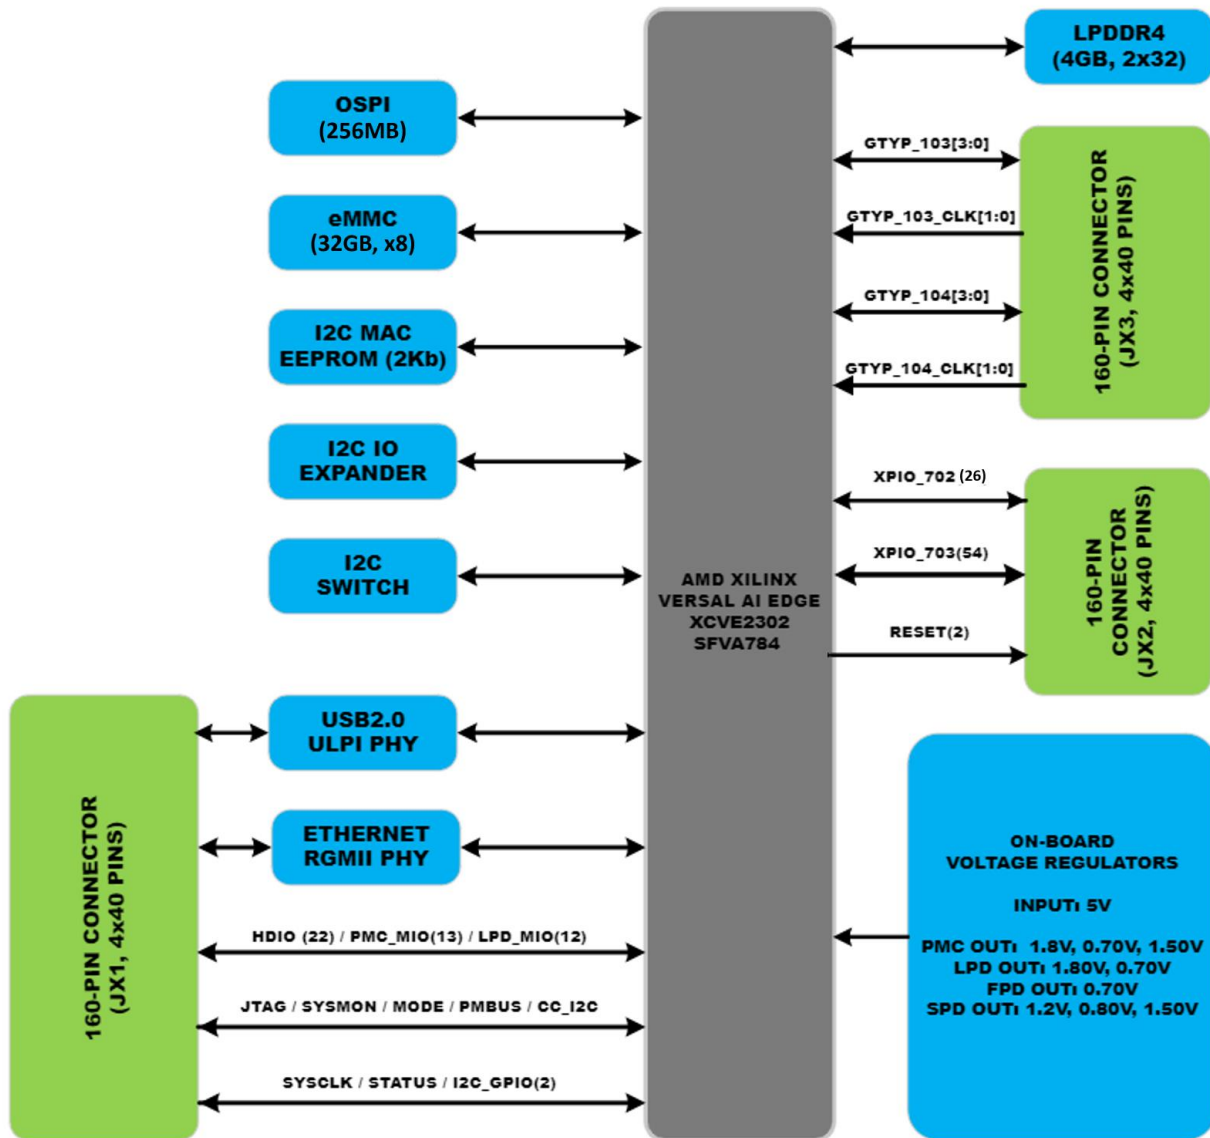 LPDDR4
(4GB, 2x32)
OSPI
(256MB)
GTYP_103[3:0]
eMMC
(32GB, x8)
GTYP_103_CLK[1:0]
GTYP_104[3:0]
I2C MAC
EEPROM (2Kb)
GTYP_104_CLK[1:0]
160-PIN CONNECTOR
(JX3, 4x40 PINS)
I2C IO
EXPANDER
XPIO_702 (26)
I2C
SWITCH
XPIO_703(54)
RESET(2)
160-PIN
CONNECTOR
(JX2, 4x40 PINS)
AMD XILINX
VERSAL AI EDGE
XCVE2302
SFVA784
USB2.0
ULPI PHY
ETHERNET
RGMII PHY
160-PIN CONNECTOR
(JX1, 4x40 PINS)
HDIO (22) / PMC_MIO(13) / LPD_MIO(12)
JTAG / SYSMON / MODE / PMBUS / CC_I2C
SYSCLK / STATUS / I2C_GPIO(2)
ON-BOARD
VOLTAGE REGULATORS
INPUT: 5V
PMC OUT: 1.8V, 0.70V, 1.50V
LPD OUT: 1.80V, 0.70V
FPD OUT: 0.70V
SPD OUT: 1.2V, 0.80V, 1.50V